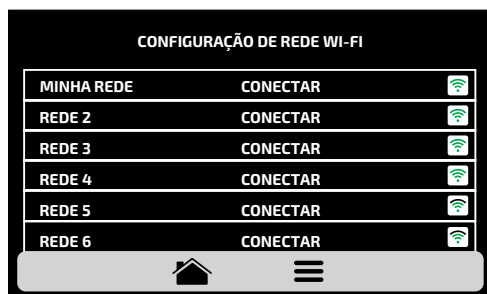 CONFIGURAÇÃO DE REDE WI-FI
MINHA REDE CONECTAR
REDE 2 CONECTAR
REDE 3 CONECTAR
REDE 4 CONECTAR
REDE 5 CONECTAR
REDE 6 CONECTAR